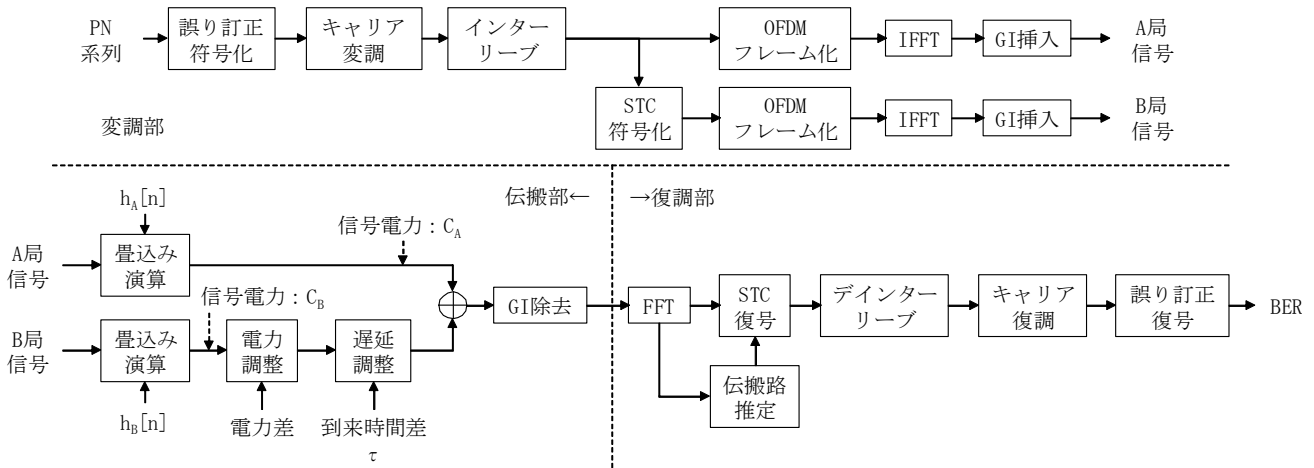 PN
系列
誤り訂正
符号化
キャリア
変調
インター
リーブ
OFDM
フレーム化
IFFT
GI挿入
A局
信号
STC
符号化
OFDM
フレーム化
IFFT
GI挿入
B局
信号
変調部
伝搬部←
→復調部
h_A[n]
信号電力：C_A
A局
信号
畳込み
演算
信号電力：C_B
B局
信号
畳込み
演算
電力
調整
遅延
調整
h_B[n]
電力差
到来時間差
τ
GI除去
FFT
STC
復号
デインター
リーブ
キャリア
復調
誤り訂正
復号
BER
伝搬路
推定